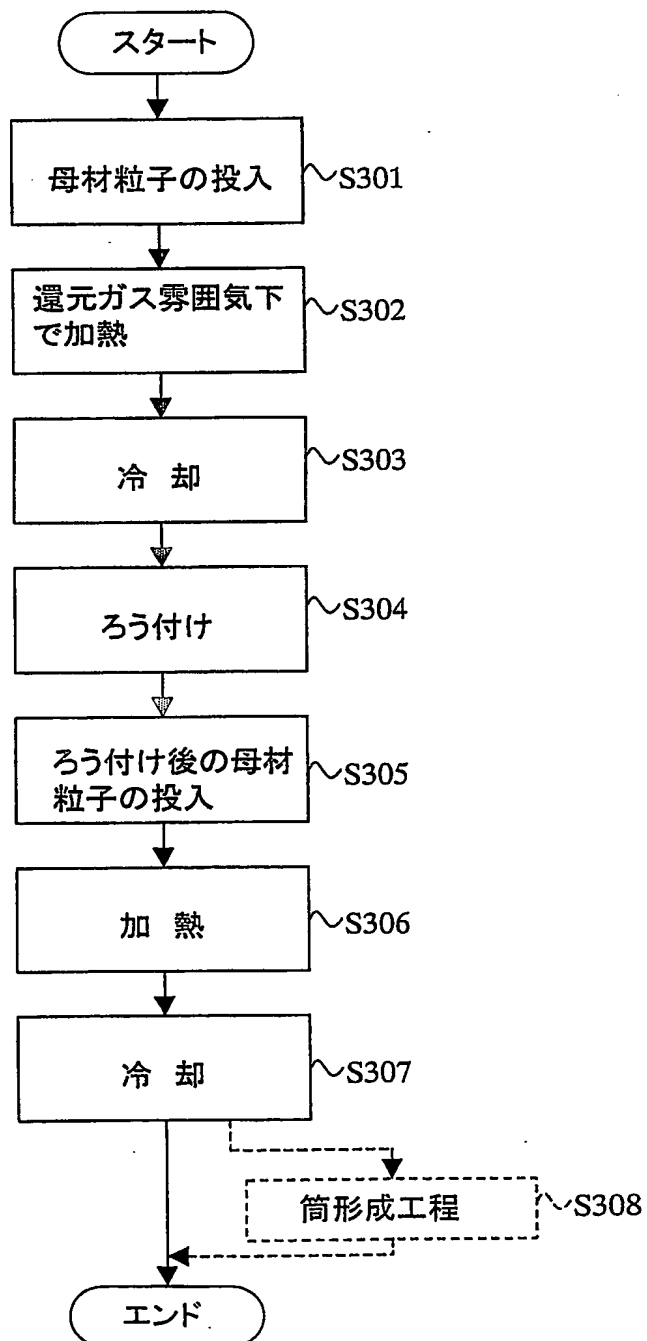 スタート
母材粒子の投入
S301
還元ガス雰囲気下
で加熱
S302
冷 却
S303
ろう付け
S304
ろう付け後の母材
粒子の投入
S305
加 熱
S306
冷 却
S307
筒形成工程
S308
エンド